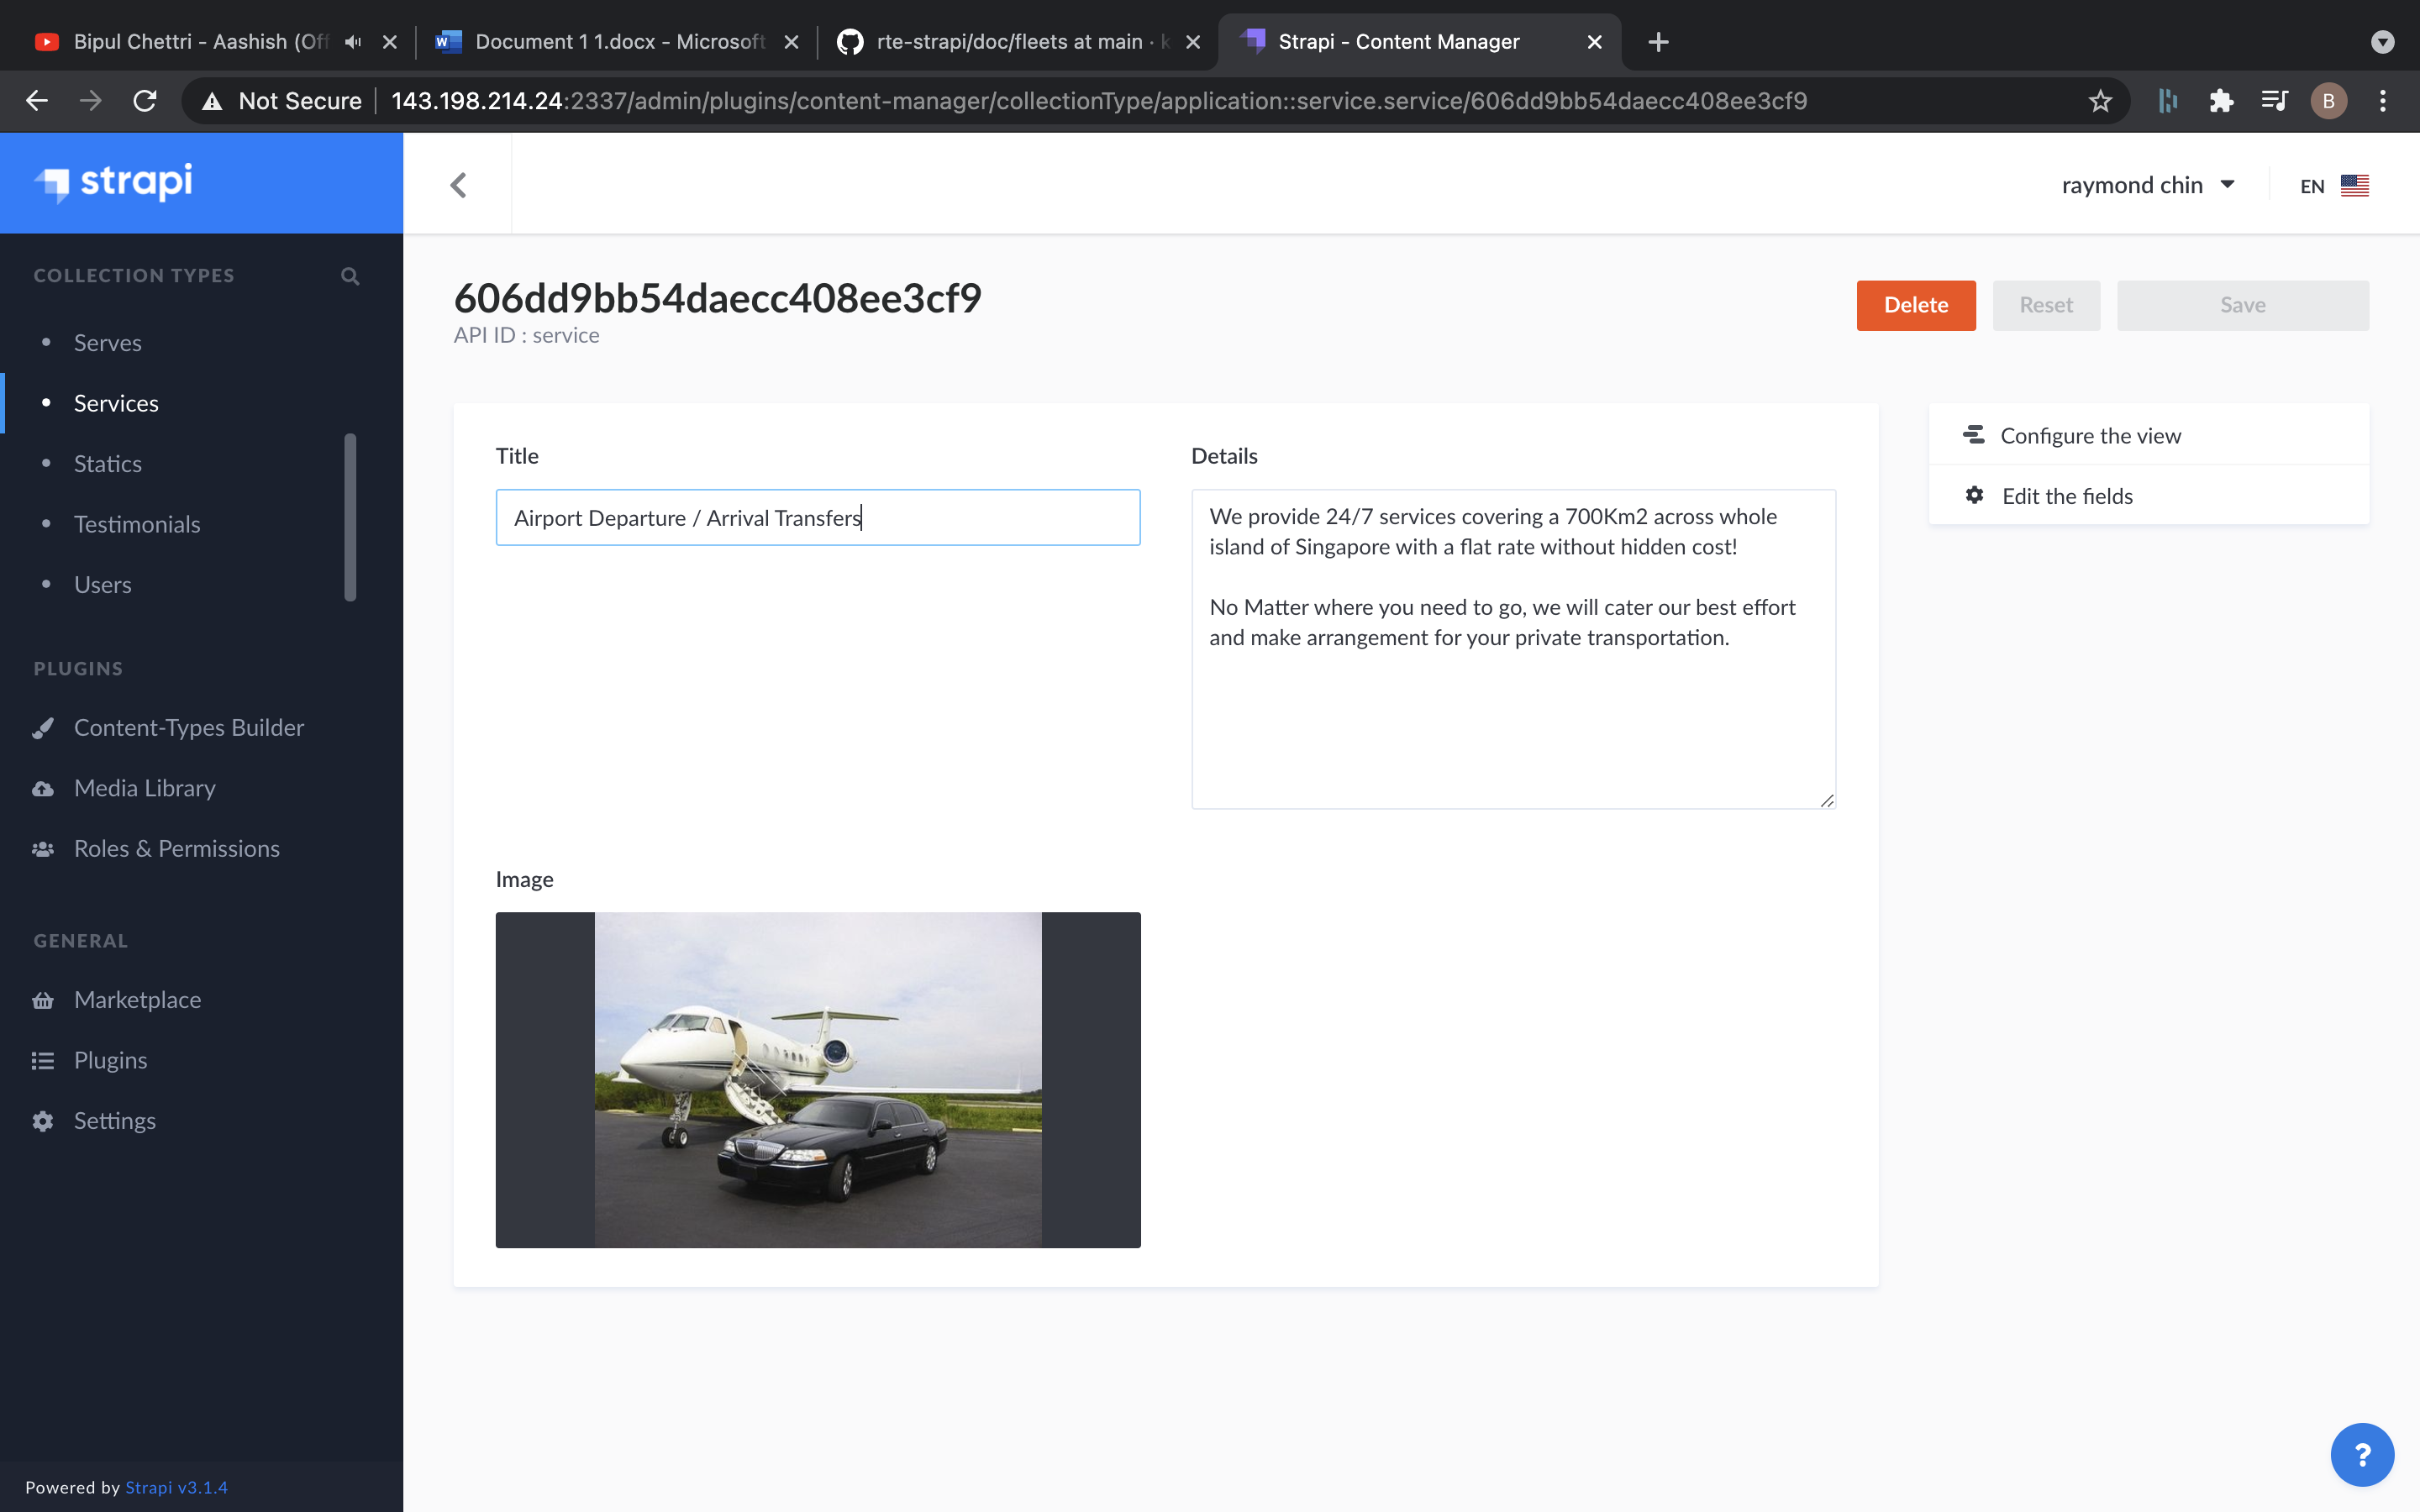 Bipul Chettri - Aashish (Off
Document 1 1.docx - Microsoft
rte-strapi/doc/fleets at main · k
Strapi - Content Manager
Not Secure
143.198.214.24:2337/admin/plugins/content-manager/collectionType/application::service.service/606dd9bb54daecc408ee3cf9
B
strapi
raymond chin
EN
COLLECTION TYPES
Serves
Services
Statics
Testimonials
Users
PLUGINS
Content-Types Builder
Media Library
Roles & Permissions
GENERAL
Marketplace
Plugins
Settings
Powered by Strapi v3.1.4
606dd9bb54daecc408ee3cf9
API ID : service
Delete
Reset
Save
Title
Airport Departure / Arrival Transfers
Details
We provide 24/7 services covering a 700Km2 across whole
island of Singapore with a flat rate without hidden cost!
No Matter where you need to go, we will cater our best effort
and make arrangement for your private transportation.
Image
Configure the view
Edit the fields
?